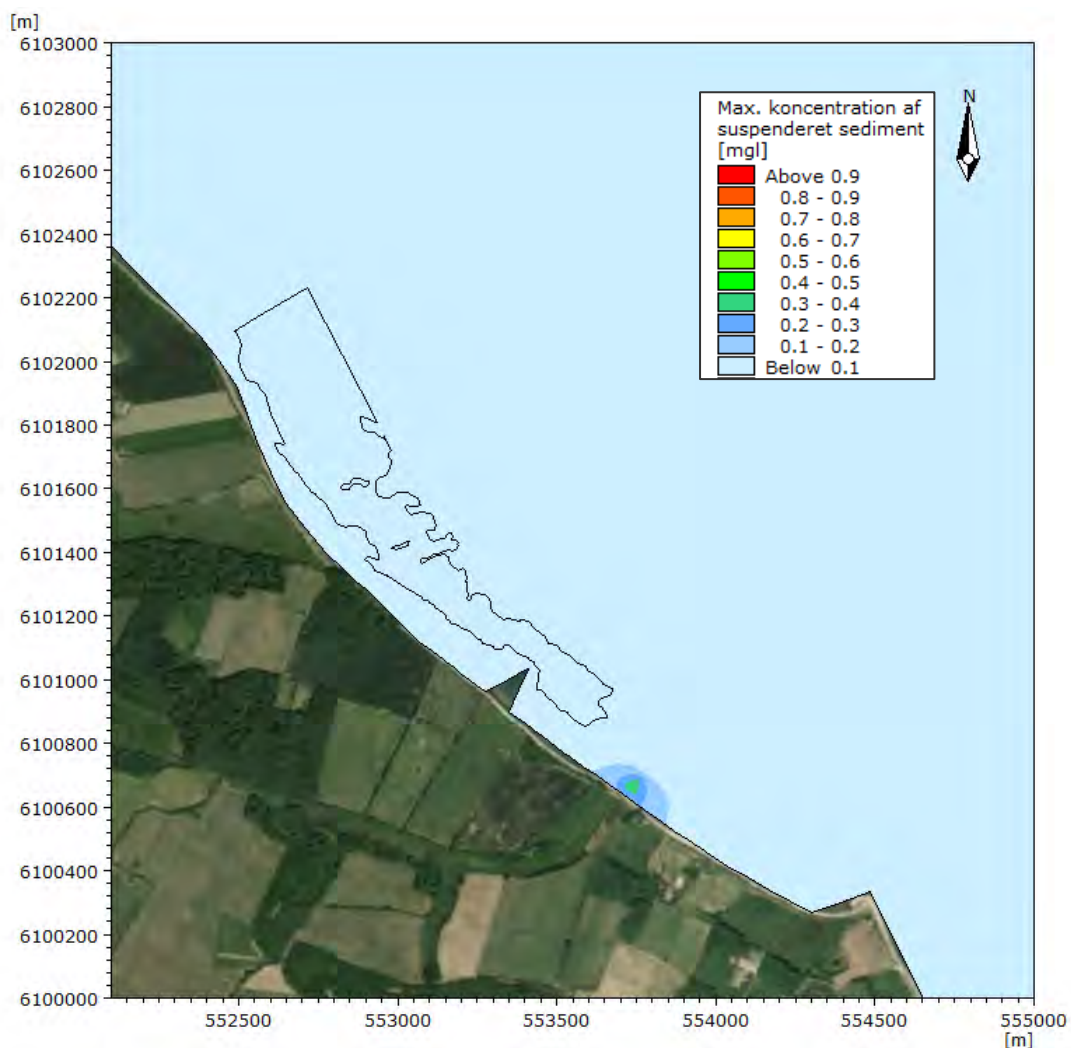 [m]
6103000
6102800
6102600
6102400
6102200
6102000
6101800
6101600
6101400
6101200
6101000
6100800
6100600
6100400
6100200
6100000
Max. koncentration af
suspenderet sediment
[mgl]
Above 0.9
0.8 - 0.9
0.7 - 0.8
0.6 - 0.7
0.5 - 0.6
0.4 - 0.5
0.3 - 0.4
0.2 - 0.3
0.1 - 0.2
Below 0.1
N
552500 553000 553500 554000 554500 555000
[m]